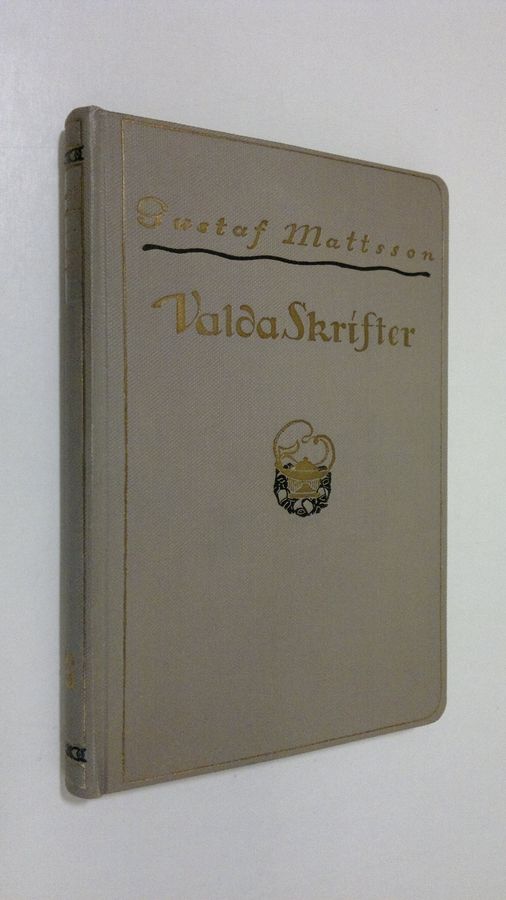 Gustaf Mattsson
Valda Skrifter